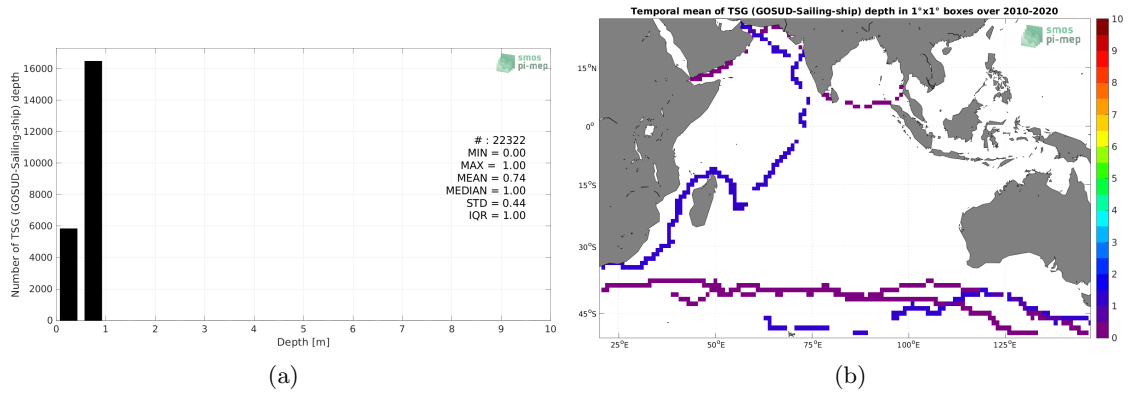 Number of TSG (GOSUD-Sailing-ship) depth
16000
14000
12000
10000
8000
6000
4000
2000
0
0 1 2 3 4 5 6 7 8 9 10
Depth [m]
smos
pi-mep
# : 22322
MIN = 0.00
MAX = 1.00
MEAN = 0.74
MEDIAN = 1.00
STD = 0.44
IQR = 1.00
(a)
Temporal mean of TSG (GOSUD-Sailing-ship) depth in 1°x1° boxes over 2010-2020
smos
pi-mep
15°N
0°
15°S
30°S
45°S
25°E 50°E 75°E 100°E 125°E
10
9
8
7
6
5
4
3
2
1
0
(b)